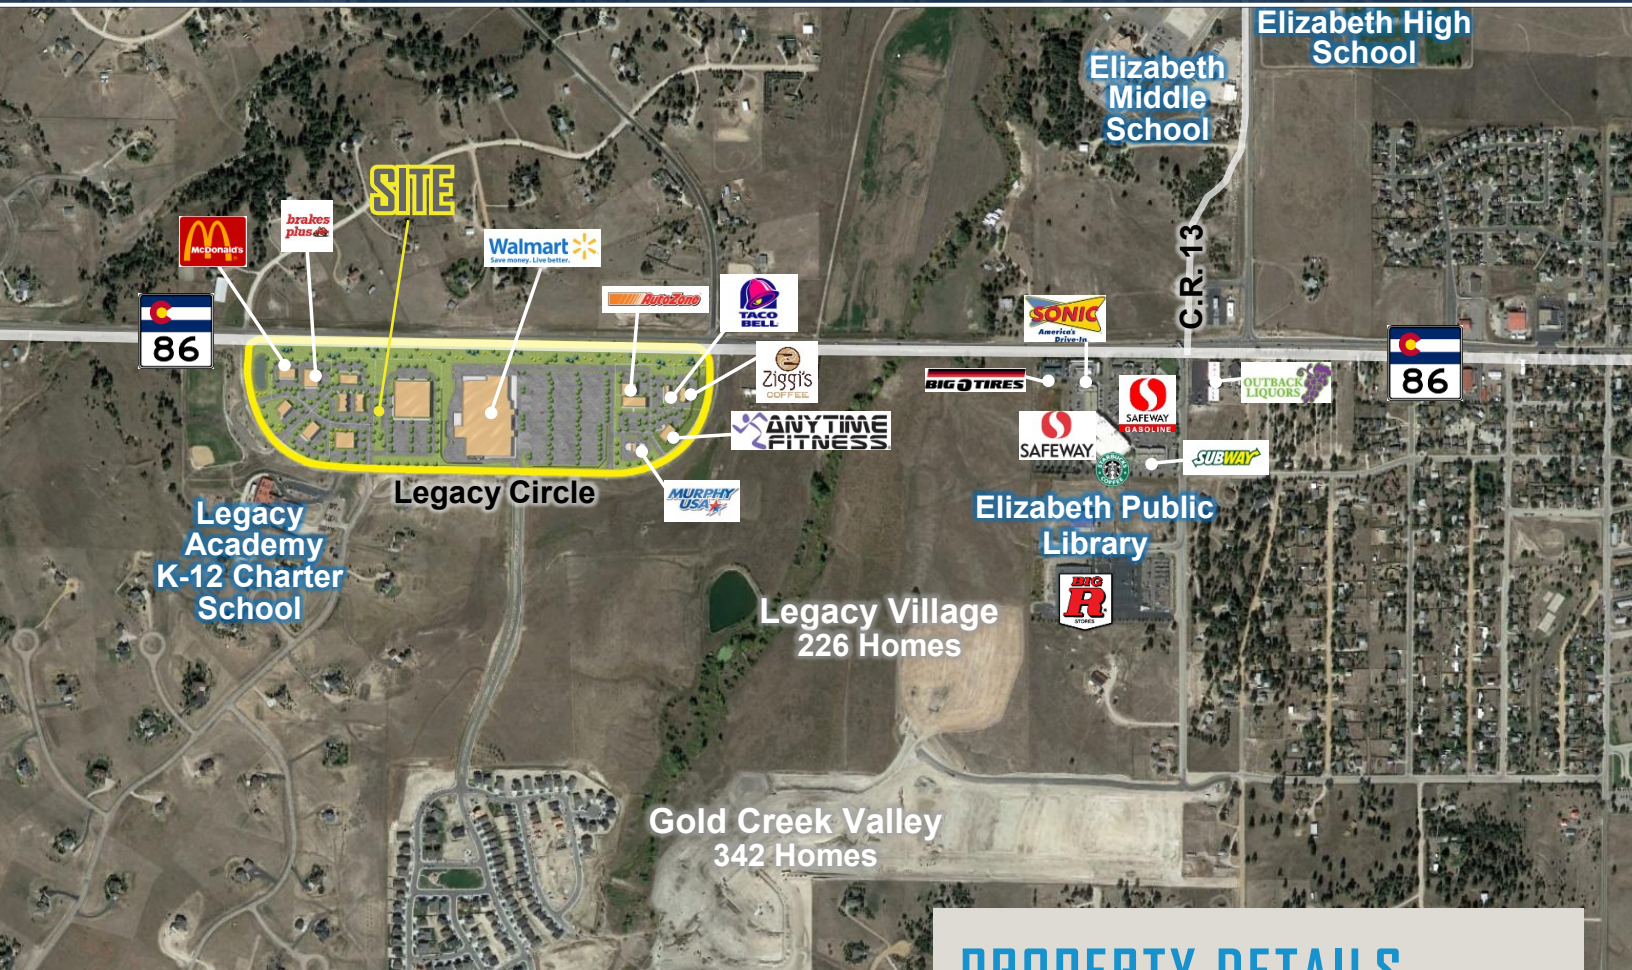 Elizabeth High
School
Elizabeth
Middle
School
SITE
McDonald's
brakes
plus
Walmart
Save money. Live better.
AutoZone
TACO
BELL
Ziggi's
COFFEE
ANYTIME
FITNESS
MURPHY
USA
86
Legacy Circle
Legacy
Academy
K-12 Charter
School
C.R. 13
SONIC
America's
Drive-In
BIG O TIRES
SAFEWAY
GASOLINE
OUTBACK
LIQUORS
86
SAFEWAY
STARBUCKS
COFFEE
SUBWAY
Elizabeth Public
Library
BIG
R
STORES
Legacy Village
226 Homes
Gold Creek Valley
342 Homes
PROPERTY DETAILS